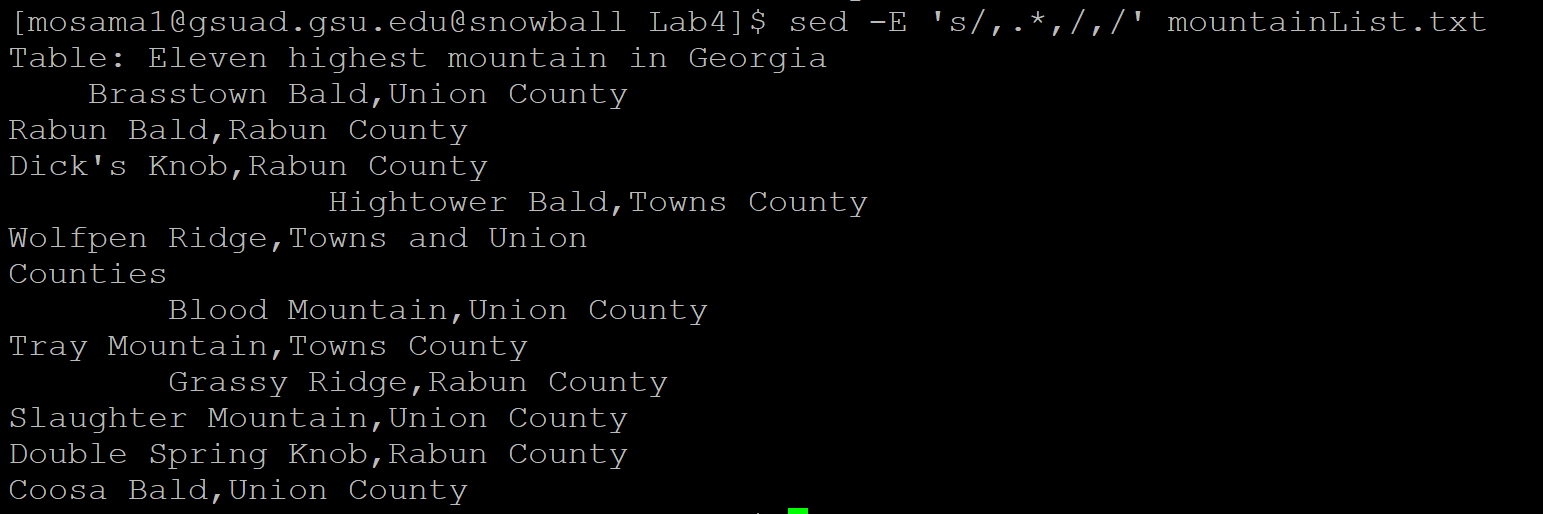 [mosama1@gsuad.gsu.edu@snowball Lab4]$ sed -E 's/,.*,/,/' mountainList.txt
Table: Eleven highest mountain in Georgia
    Brasstown Bald,Union County
Rabun Bald,Rabun County
Dick's Knob,Rabun County
                Hightower Bald,Towns County
Wolfpen Ridge,Towns and Union
Counties
        Blood Mountain,Union County
Tray Mountain,Towns County
        Grassy Ridge,Rabun County
Slaughter Mountain,Union County
Double Spring Knob,Rabun County
Coosa Bald,Union County